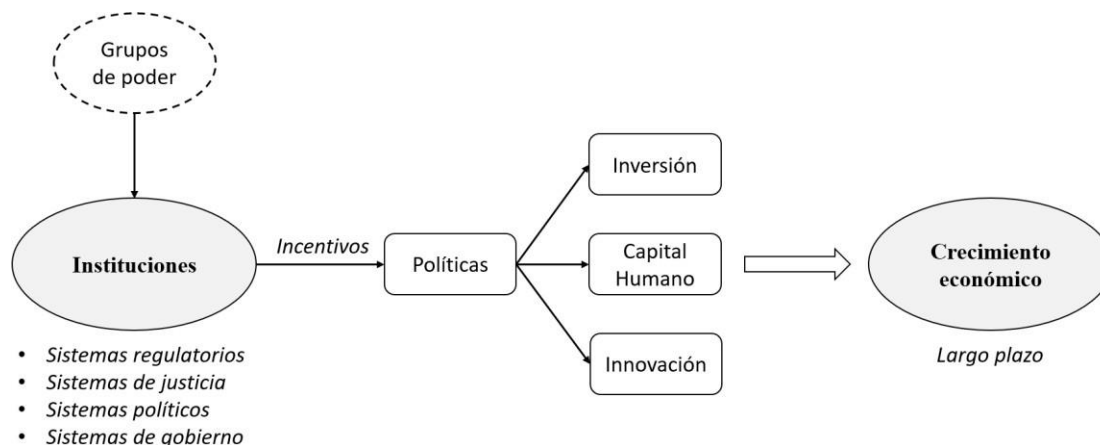 Grupos
de poder
Instituciones
Incentivos
Políticas
Inversión
Capital
Humano
Innovación
Crecimiento
económico
Largo plazo
• Sistemas regulatorios
• Sistemas de justicia
• Sistemas políticos
• Sistemas de gobierno